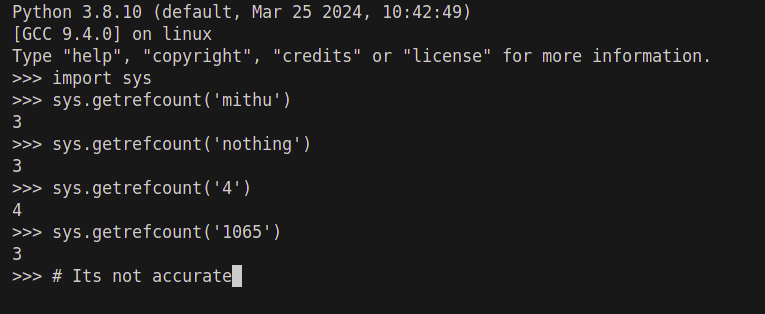 Python 3.8.10 (default, Mar 25 2024, 10:42:49)
[GCC 9.4.0] on linux
Type "help", "copyright", "credits" or "license" for more information.
>>> import sys
>>> sys.getrefcount('mithu')
3
>>> sys.getrefcount('nothing')
3
>>> sys.getrefcount('4')
4
>>> sys.getrefcount('1065')
3
>>> # Its not accurate